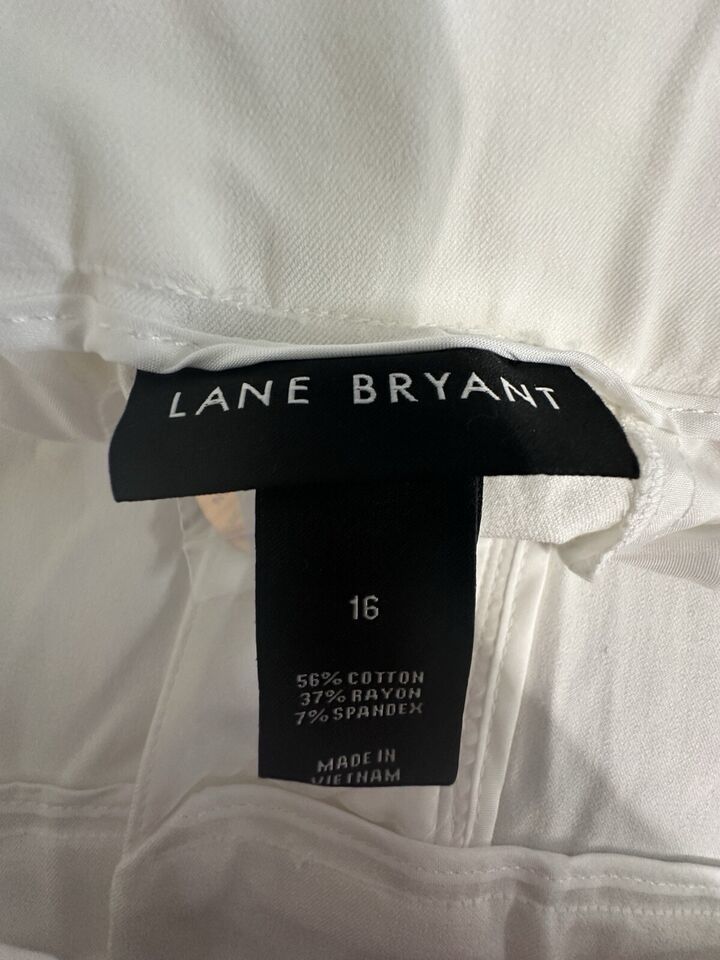 LANE BRYANT
16
56% COTTON
37% RAYON
7% SPANDEX
MADE IN
VIETNAM